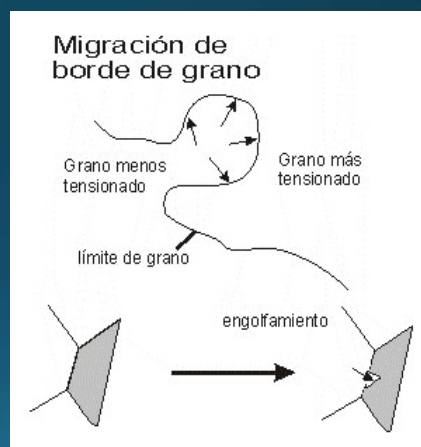 Migración de
borde de grano
Grano menos
tensionado
Grano más
tensionado
límite de grano
engolfamiento